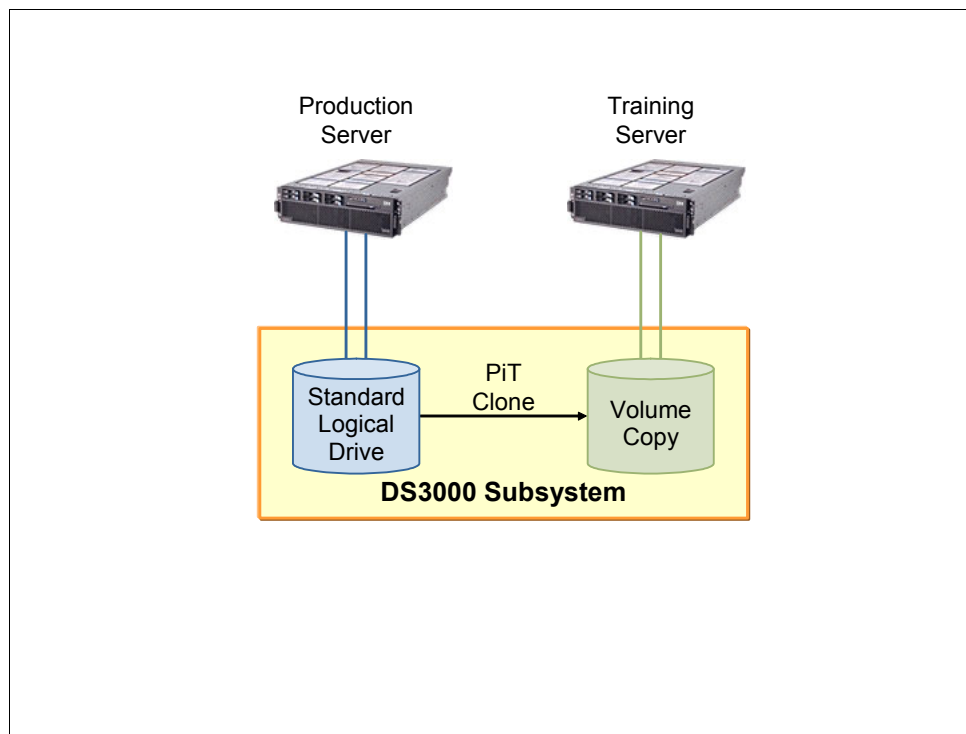 Production
Server
Training
Server
PiT
Clone
Standard
Logical
Drive
Volume
Copy
DS3000 Subsystem